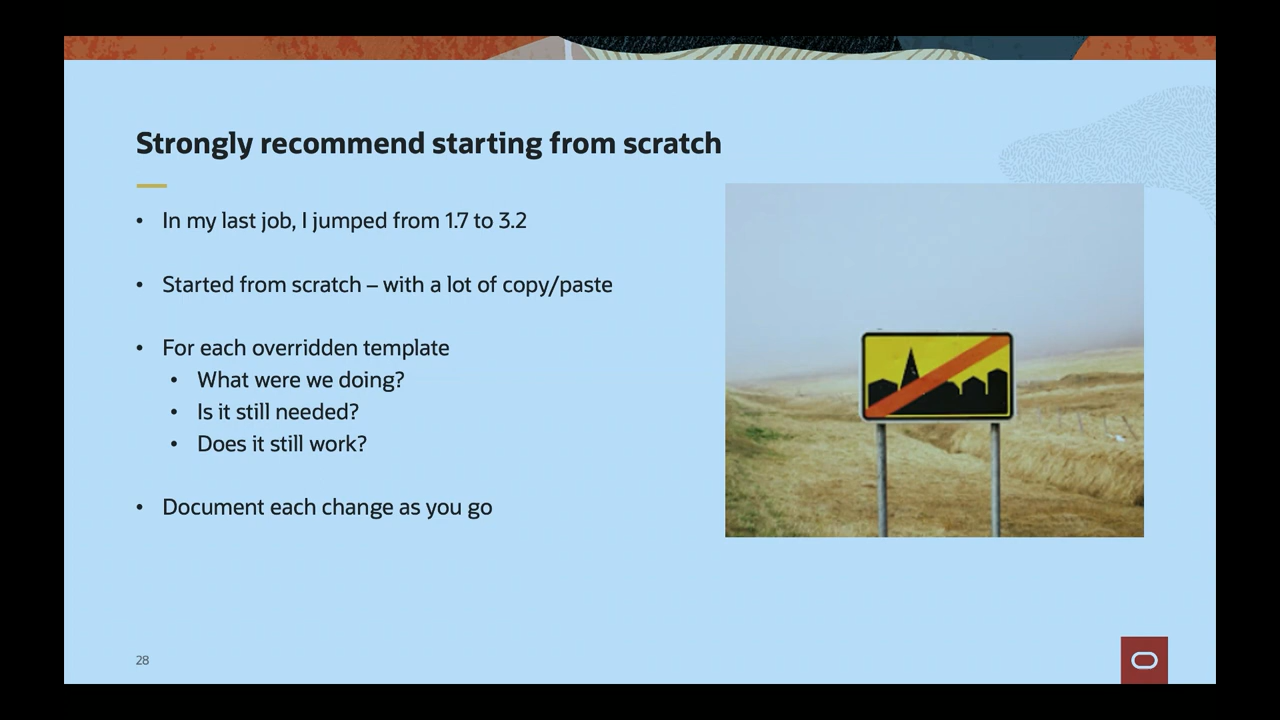 Strongly recommend starting from scratch
• In my last job, I jumped from 1.7 to 3.2
• Started from scratch – with a lot of copy/paste
• For each overridden template
• What were we doing?
• Is it still needed?
• Does it still work?
• Document each change as you go
28